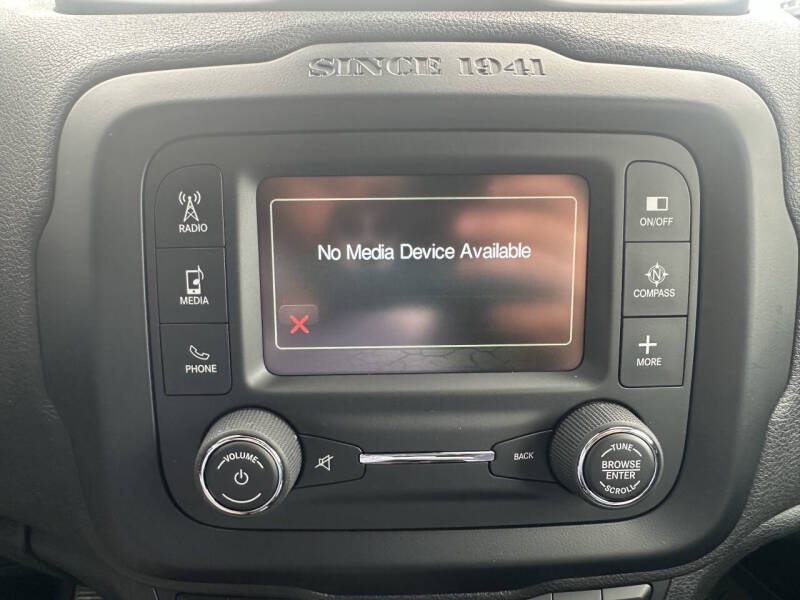 SINCE 1941
RADIO
MEDIA
PHONE
No Media Device Available
ON/OFF
N
COMPASS
MORE
VOLUME
BACK
TUNE
BROWSE
ENTER
SCROLL